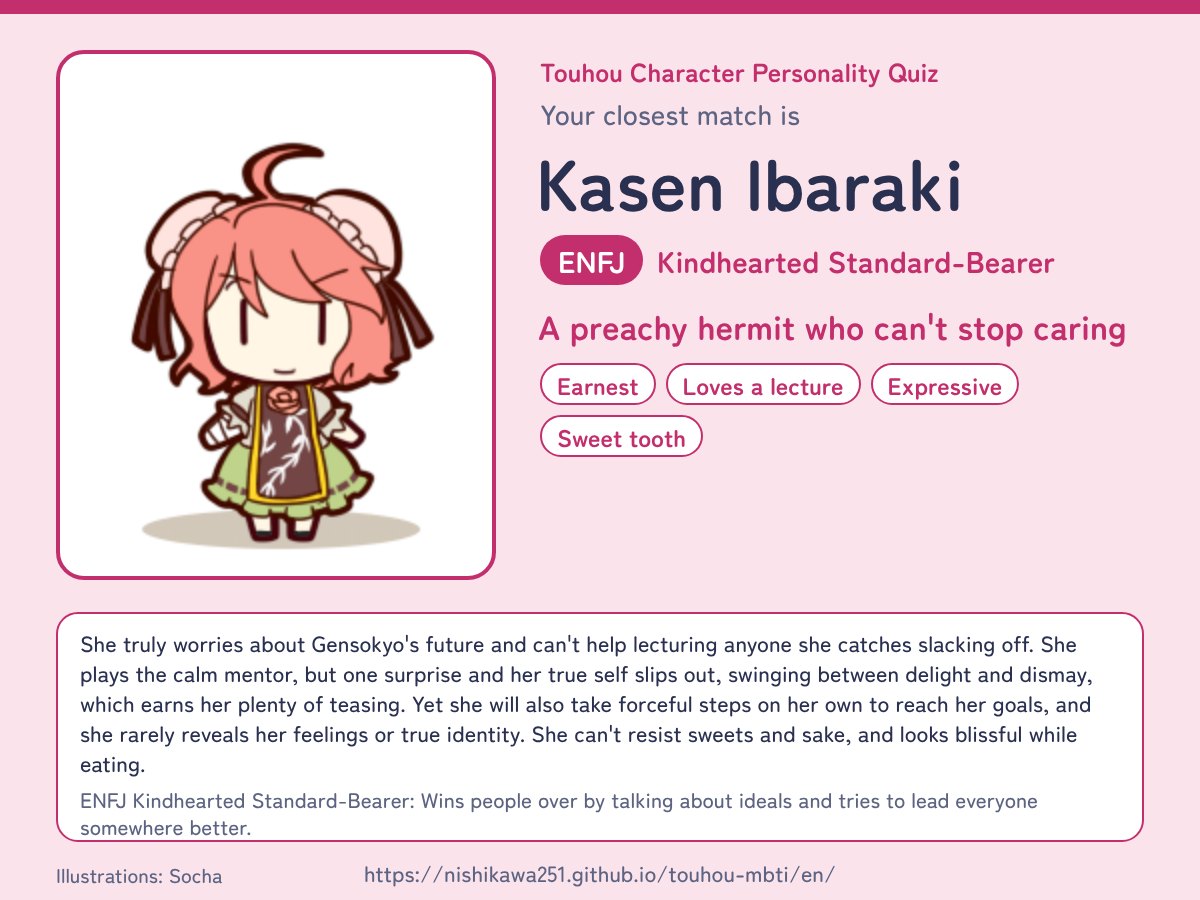 Touhou Character Personality Quiz
Your closest match is
Kasen Ibaraki
ENFJ Kindhearted Standard-Bearer
A preachy hermit who can't stop caring
Earnest Loves a lecture Expressive
Sweet tooth
She truly worries about Gensokyo's future and can't help lecturing anyone she catches slacking off. She
plays the calm mentor, but one surprise and her true self slips out, swinging between delight and dismay,
which earns her plenty of teasing. Yet she will also take forceful steps on her own to reach her goals, and
she rarely reveals her feelings or true identity. She can't resist sweets and sake, and looks blissful while
eating.
ENFJ Kindhearted Standard-Bearer: Wins people over by talking about ideals and tries to lead everyone
somewhere better.
Illustrations: Socha https://nishikawa251.github.io/touhou-mbti/en/